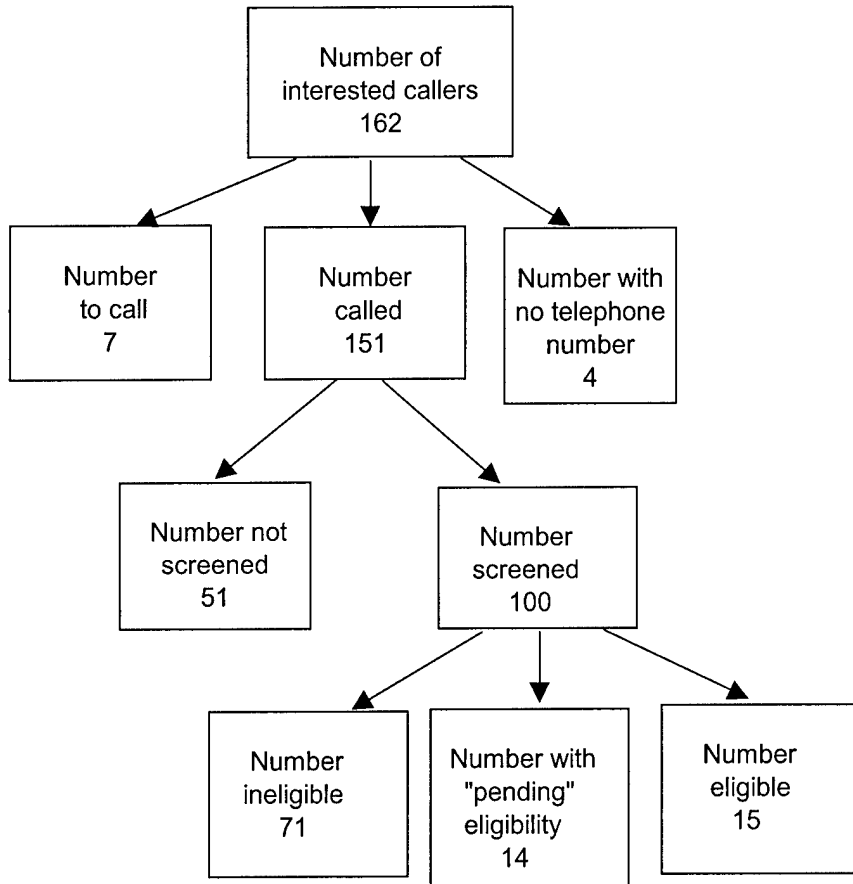 Number of
interested callers
162
Number
to call
7
Number
called
151
Number with
no telephone
number
4
Number not
screened
51
Number
screened
100
Number
ineligible
71
Number with
"pending"
eligibility
14
Number
eligible
15